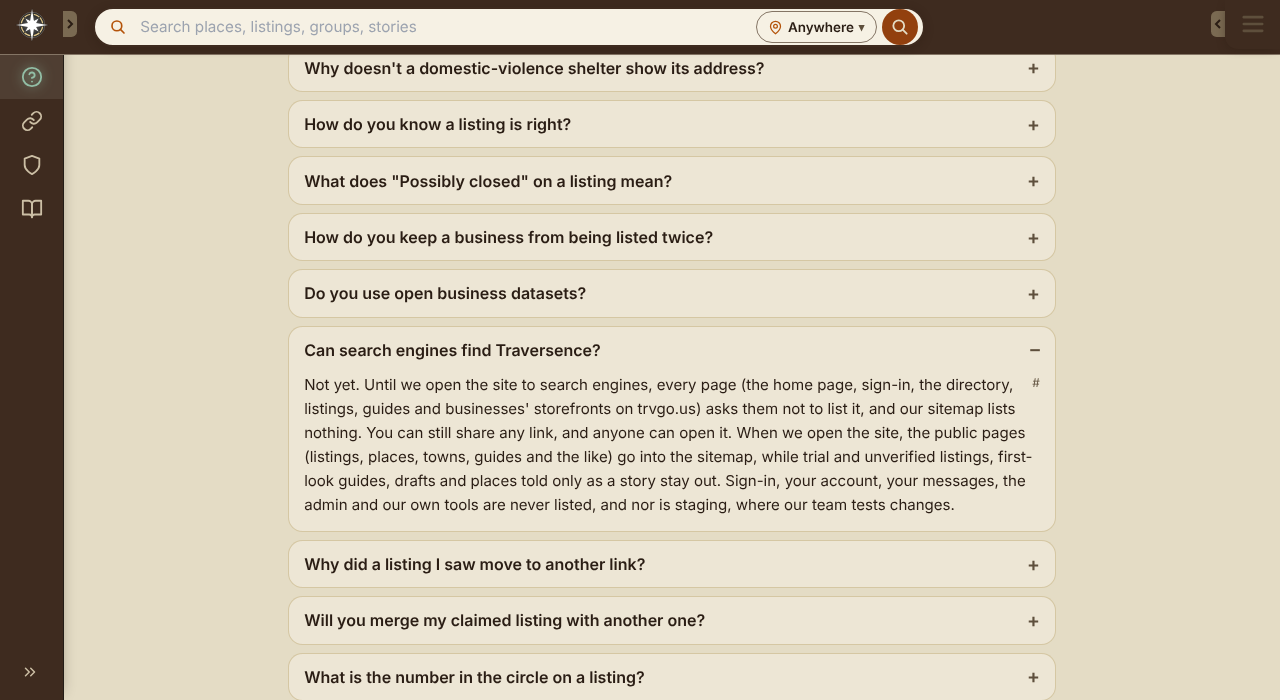 Search places, listings, groups, stories
Anywhere ▾
Why doesn't a domestic-violence shelter show its address? +
How do you know a listing is right? +
What does "Possibly closed" on a listing mean? +
How do you keep a business from being listed twice? +
Do you use open business datasets? +
Can search engines find Traversence? −
Not yet. Until we open the site to search engines, every page (the home page, sign-in, the directory, #
listings, guides and businesses' storefronts on trvgo.us) asks them not to list it, and our sitemap lists
nothing. You can still share any link, and anyone can open it. When we open the site, the public pages
(listings, places, towns, guides and the like) go into the sitemap, while trial and unverified listings, first-
look guides, drafts and places told only as a story stay out. Sign-in, your account, your messages, the
admin and our own tools are never listed, and nor is staging, where our team tests changes.
Why did a listing I saw move to another link? +
Will you merge my claimed listing with another one? +
What is the number in the circle on a listing? +